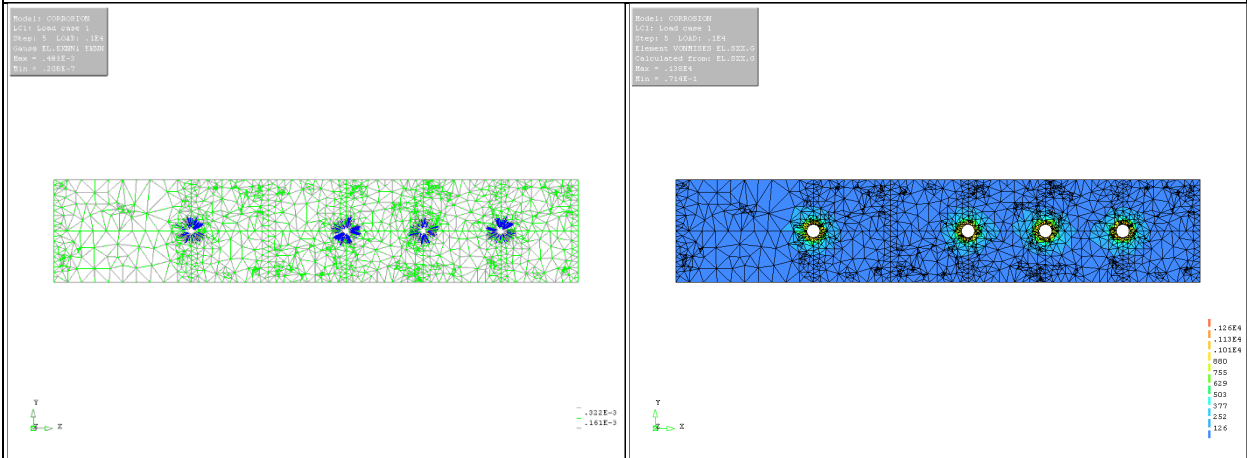 Model: CORROSION
LC1: Load case 1
Step: 5 LOAD: .1E4
Gauss EL.EKNN1 EKNN
Max = .483E-3
Min = .208E-7
.322E-3
.161E-3
Y
Z X
Model: CORROSION
LC1: Load case 1
Step: 5 LOAD: .1E4
Element VONMISES EL.SXX.G
Calculated from: EL.SXX.G
Max = .138E4
Min = .714E-1
.126E4
.113E4
.101E4
880
755
629
503
377
252
126
Y
Z X